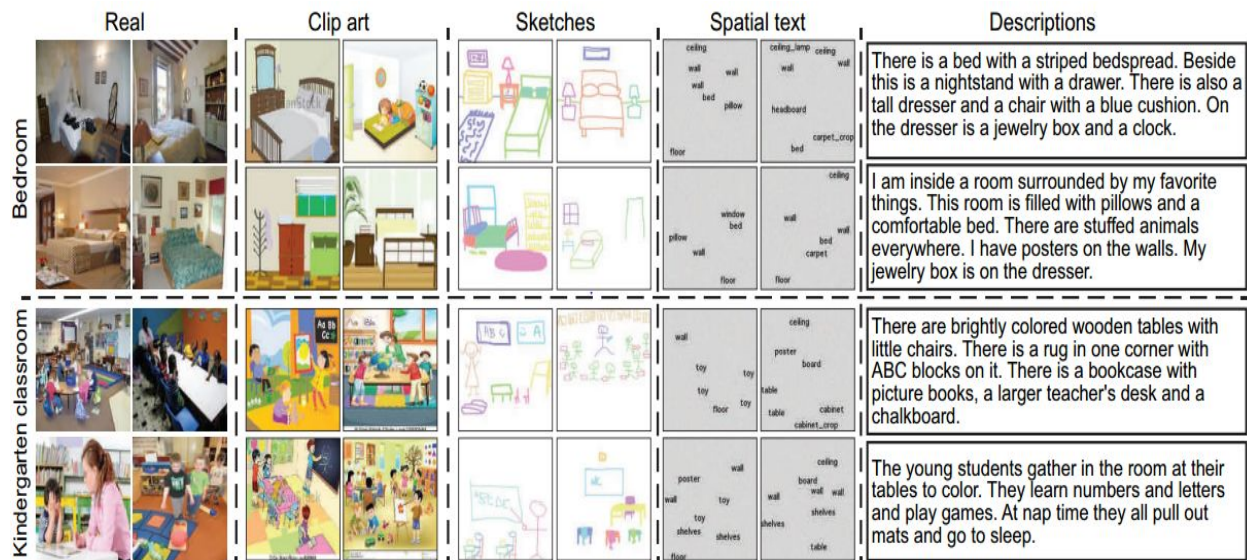 Real
Clip art
Sketches
Spatial text
Descriptions
Bedroom
ceiling
wall
wall
wall
bed
pillow
floor
ceiling_lamp
ceiling
wall
wall
headboard
carpet_crop
bed
There is a bed with a striped bedspread. Beside
this is a nightstand with a drawer. There is also a
tall dresser and a chair with a blue cushion. On
the dresser is a jewelry box and a clock.
window
bed
pillow
wall
floor
ceiling
wall
wall
bed
carpet
floor
I am inside a room surrounded by my favorite
things. This room is filled with pillows and a
comfortable bed. There are stuffed animals
everywhere. I have posters on the walls. My
jewelry box is on the dresser.
Kindergarten classroom
Aa Bb
Cc
ABC
A
wall
toy
toy
toy
floor
toy
ceiling
poster
board
table
table
cabinet
cabinet_crop
There are brightly colored wooden tables with
little chairs. There is a rug in one corner with
ABC blocks on it. There is a bookcase with
picture books, a larger teacher's desk and a
chalkboard.
wall
poster
wall
toy
toy
shelves
shelves
floor
ceiling
board
wall
wall
wall
shelves
shelves
table
The young students gather in the room at their
tables to color. They learn numbers and letters
and play games. At nap time they all pull out
mats and go to sleep.